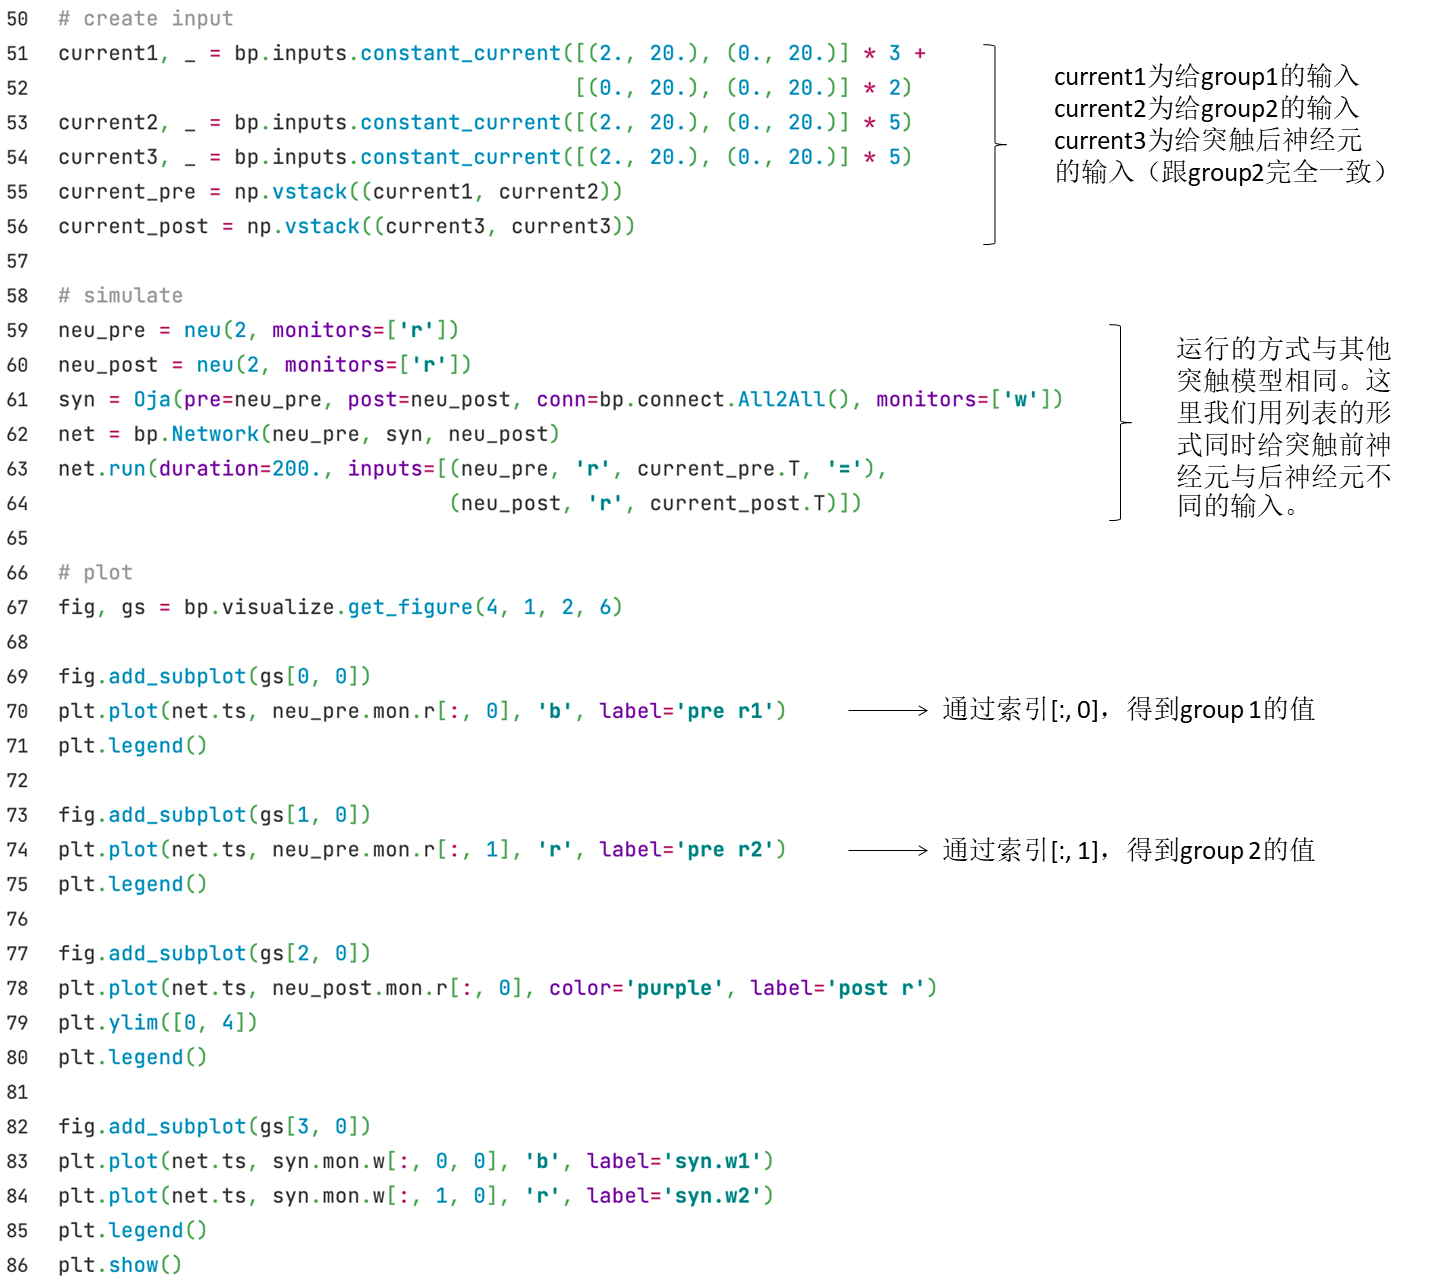 50 # create input
51 current1, _ = bp.inputs.constant_current([(2., 20.), (0., 20.)] * 3 +
52 [(0., 20.), (0., 20.)] * 2)
53 current2, _ = bp.inputs.constant_current([(2., 20.), (0., 20.)] * 5)
54 current3, _ = bp.inputs.constant_current([(2., 20.), (0., 20.)] * 5)
55 current_pre = np.vstack((current1, current2))
56 current_post = np.vstack((current3, current3))
current1为给group1的输入
current2为给group2的输入
current3为给突触后神经元
的输入（跟group2完全一致）
57
58 # simulate
59 neu_pre = neu(2, monitors=['r'])
60 neu_post = neu(2, monitors=['r'])
61 syn = Oja(pre=neu_pre, post=neu_post, conn=bp.connect.All2All(), monitors=['w'])
62 net = bp.Network(neu_pre, syn, neu_post)
63 net.run(duration=200., inputs=[(neu_pre, 'r', current_pre.T, '='),
64 (neu_post, 'r', current_post.T)])
运行的方式与其他
突触模型相同。这
里我们用列表的形
式同时给突触前神
经元与后神经元不
同的输入。
65
66 # plot
67 fig, gs = bp.visualize.get_figure(4, 1, 2, 6)
68
69 fig.add_subplot(gs[0, 0])
70 plt.plot(net.ts, neu_pre.mon.r[:, 0], 'b', label='pre r1')
通过索引[:, 0]，得到group 1的值
71 plt.legend()
72
73 fig.add_subplot(gs[1, 0])
74 plt.plot(net.ts, neu_pre.mon.r[:, 1], 'r', label='pre r2')
通过索引[:, 1]，得到group 2的值
75 plt.legend()
76
77 fig.add_subplot(gs[2, 0])
78 plt.plot(net.ts, neu_post.mon.r[:, 0], color='purple', label='post r')
79 plt.ylim([0, 4])
80 plt.legend()
81
82 fig.add_subplot(gs[3, 0])
83 plt.plot(net.ts, syn.mon.w[:, 0, 0], 'b', label='syn.w1')
84 plt.plot(net.ts, syn.mon.w[:, 1, 0], 'r', label='syn.w2')
85 plt.legend()
86 plt.show()